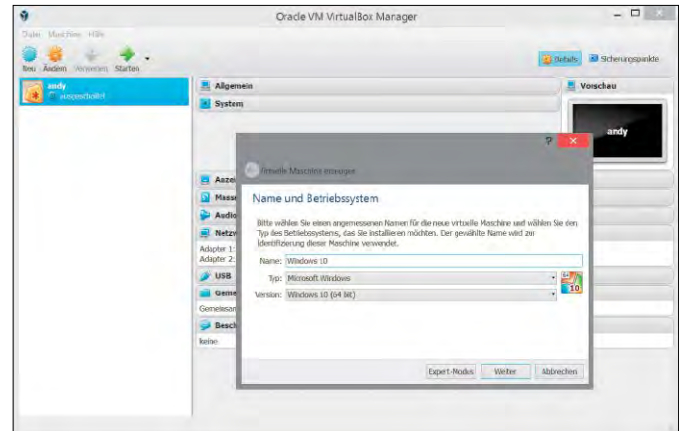 Oracle VM VirtualBox Manager
Datei Maschine Hilfe
Neu Ändern Verwerfen Starten
Details Sicherungspunkte
andy
ausgeschaltet
Allgemein
System
Vorschau
andy
?
Name und Betriebssystem
Bitte wählen Sie einen angemessenen Namen für die neue virtuelle Maschine und wählen Sie den
Typ des Betriebssystems, das Sie installieren möchten. Der gewählte Name wird zur
Identifizierung dieser Maschine verwendet.
Name: Windows 10
Typ: Microsoft Windows
Version: Windows 10 (64 bit)
64
10
Anzei
Mass
Audio
Netzw
Adapter 1:
Adapter 2:
USB
Geme
Gemeinsam
Besch
keine
Expert-Modus Weiter Abbrechen